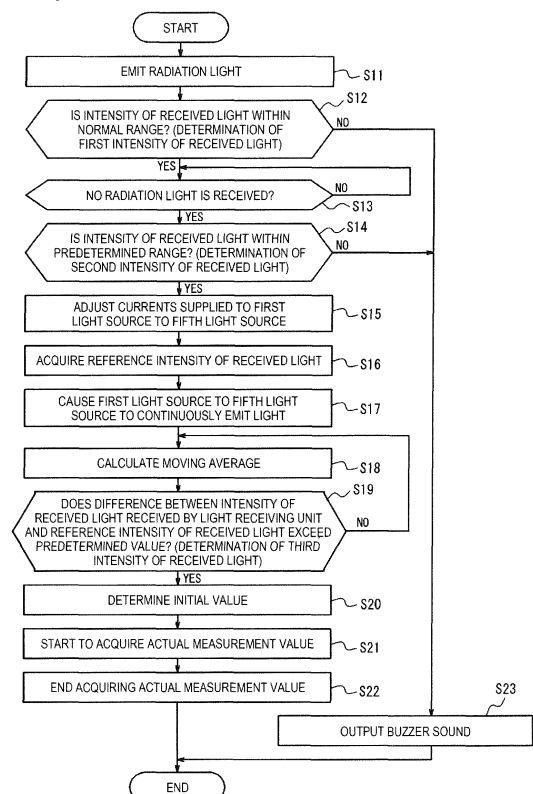 START
EMIT RADIATION LIGHT
S11
IS INTENSITY OF RECEIVED LIGHT WITHIN
NORMAL RANGE? (DETERMINATION OF
FIRST INTENSITY OF RECEIVED LIGHT)
S12
NO
YES
NO RADIATION LIGHT IS RECEIVED?
NO
S13
YES
IS INTENSITY OF RECEIVED LIGHT WITHIN
PREDETERMINED RANGE? (DETERMINATION OF
SECOND INTENSITY OF RECEIVED LIGHT)
S14
NO
YES
ADJUST CURRENTS SUPPLIED TO FIRST
LIGHT SOURCE TO FIFTH LIGHT SOURCE
S15
ACQUIRE REFERENCE INTENSITY OF RECEIVED LIGHT
S16
CAUSE FIRST LIGHT SOURCE TO FIFTH LIGHT
SOURCE TO CONTINUOUSLY EMIT LIGHT
S17
CALCULATE MOVING AVERAGE
S18
DOES DIFFERENCE BETWEEN INTENSITY OF
RECEIVED LIGHT RECEIVED BY LIGHT RECEIVING UNIT
AND REFERENCE INTENSITY OF RECEIVED LIGHT EXCEED
PREDETERMINED VALUE? (DETERMINATION OF THIRD
INTENSITY OF RECEIVED LIGHT)
S19
NO
YES
DETERMINE INITIAL VALUE
S20
START TO ACQUIRE ACTUAL MEASUREMENT VALUE
S21
END ACQUIRING ACTUAL MEASUREMENT VALUE
S22
S23
OUTPUT BUZZER SOUND
END